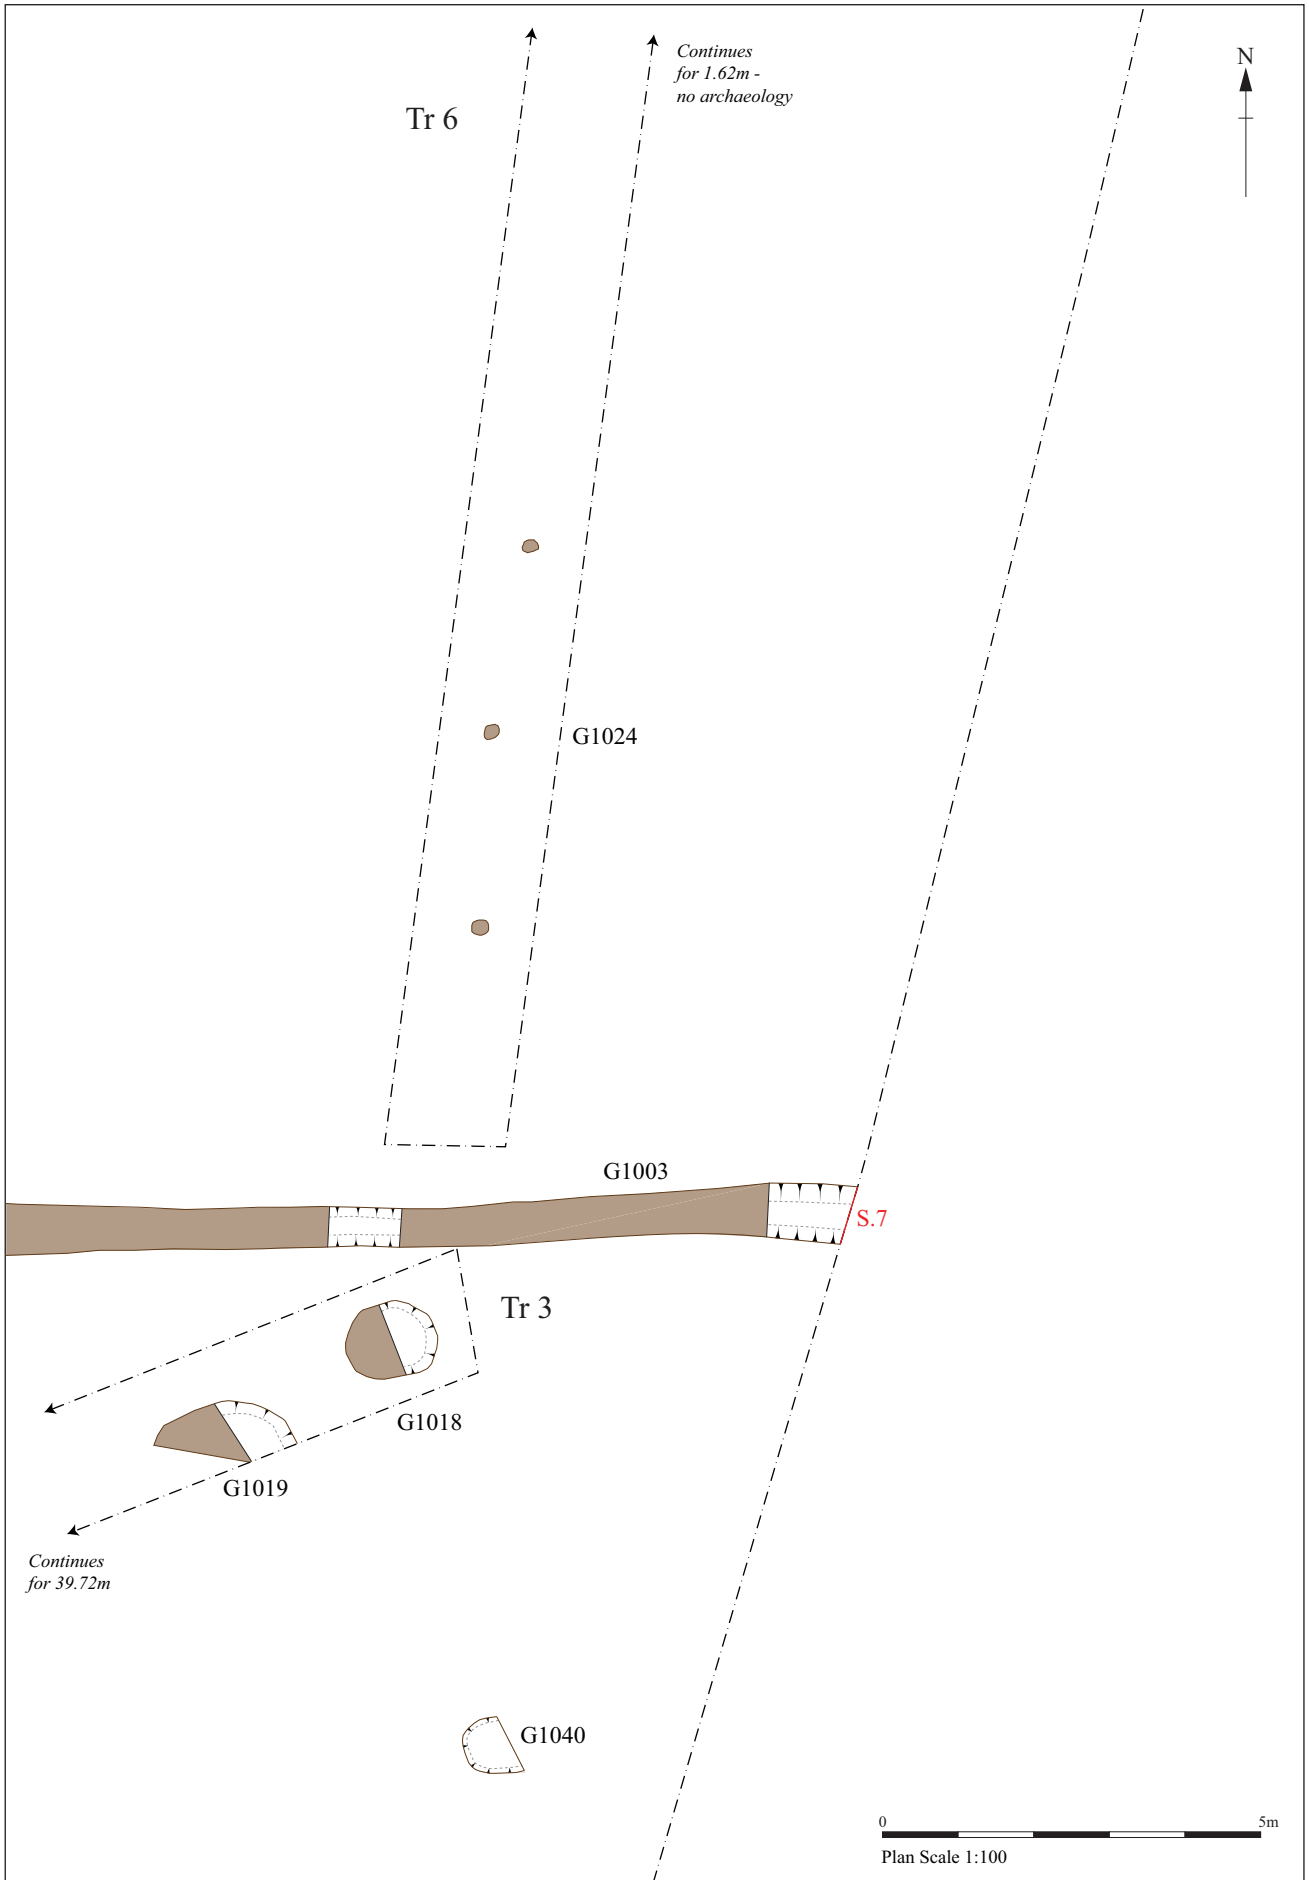 Continues
for 1.62m -
no archaeology
N
Tr 6
G1024
G1003
S.7
Tr 3
G1018
G1019
Continues
for 39.72m
G1040
0 5m
Plan Scale 1:100